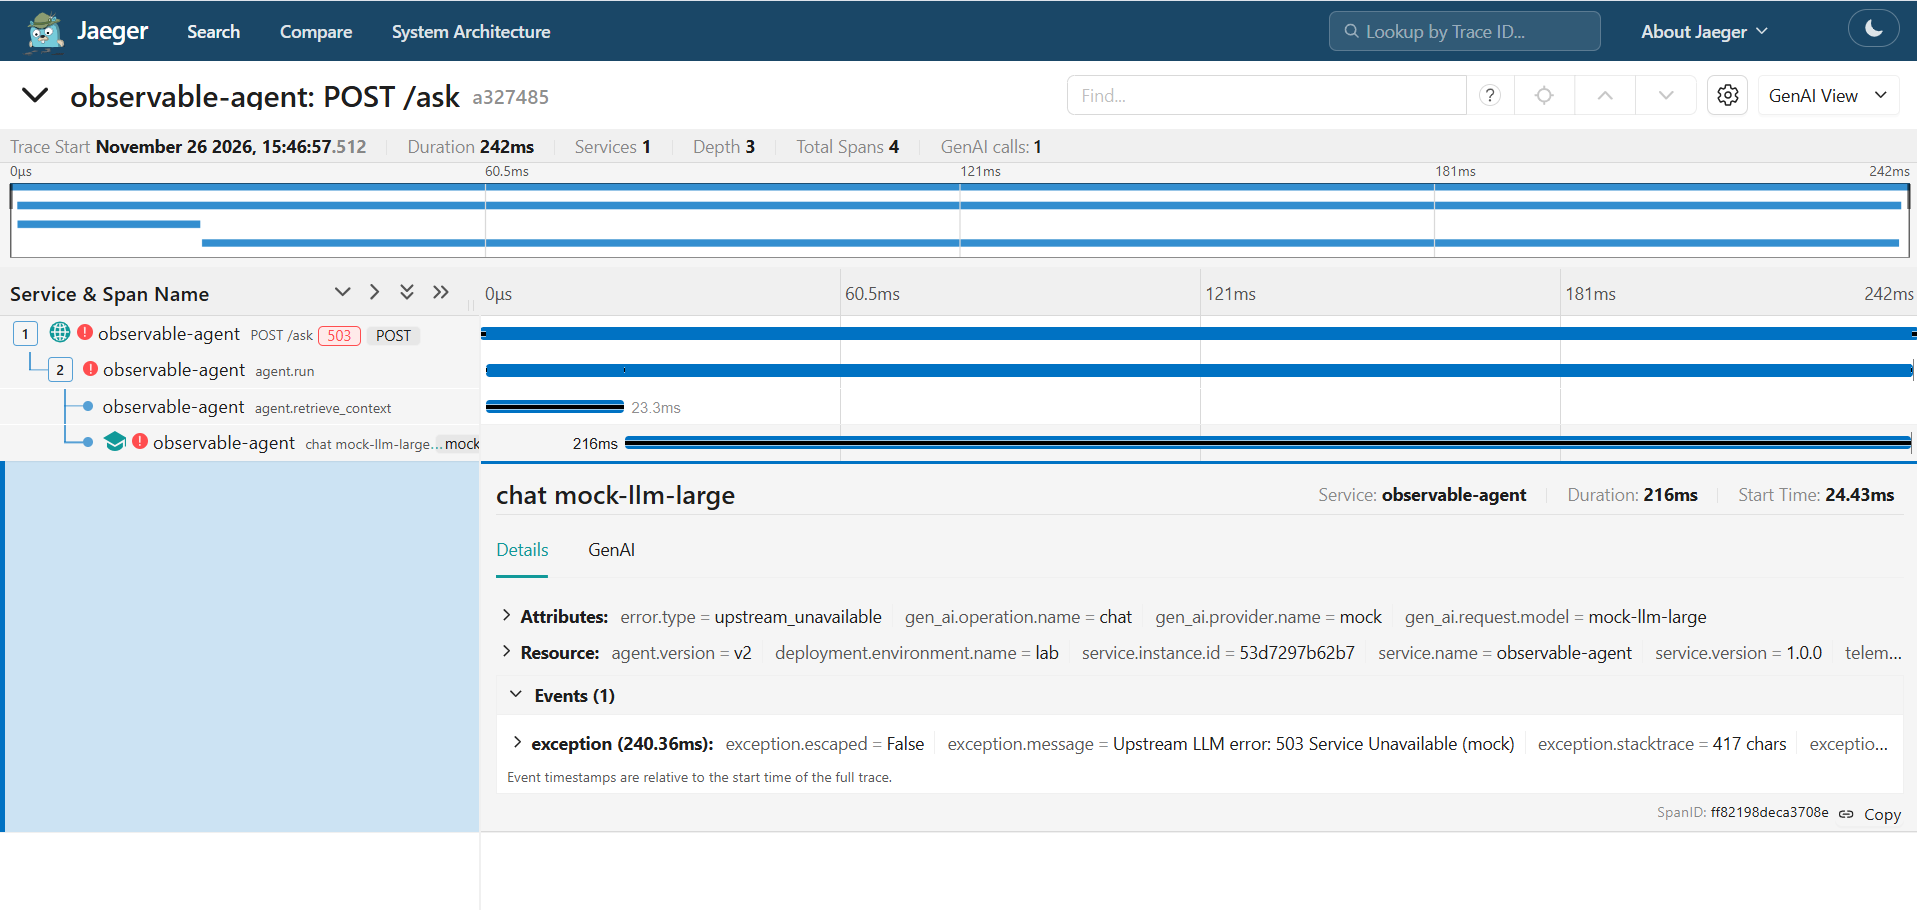 Jaeger Search Compare System Architecture Lookup by Trace ID... About Jaeger
observable-agent: POST /ask a327485 Find... ? GenAI View
Trace Start November 26 2026, 15:46:57.512 Duration 242ms Services 1 Depth 3 Total Spans 4 GenAI calls: 1
0μs 60.5ms 121ms 181ms 242ms
Service & Span Name 0μs 60.5ms 121ms 181ms 242ms
1 observable-agent POST /ask 503 POST
2 observable-agent agent.run
observable-agent agent.retrieve_context 23.3ms
observable-agent chat mock-llm-large... mock 216ms
chat mock-llm-large Service: observable-agent Duration: 216ms Start Time: 24.43ms
Details GenAI
Attributes: error.type = upstream_unavailable gen_ai.operation.name = chat gen_ai.provider.name = mock gen_ai.request.model = mock-llm-large
Resource: agent.version = v2 deployment.environment.name = lab service.instance.id = 53d7297b62b7 service.name = observable-agent service.version = 1.0.0 telem...
Events (1)
exception (240.36ms): exception.escaped = False exception.message = Upstream LLM error: 503 Service Unavailable (mock) exception.stacktrace = 417 chars exceptio...
Event timestamps are relative to the start time of the full trace.
SpanID: ff82198deca3708e Copy